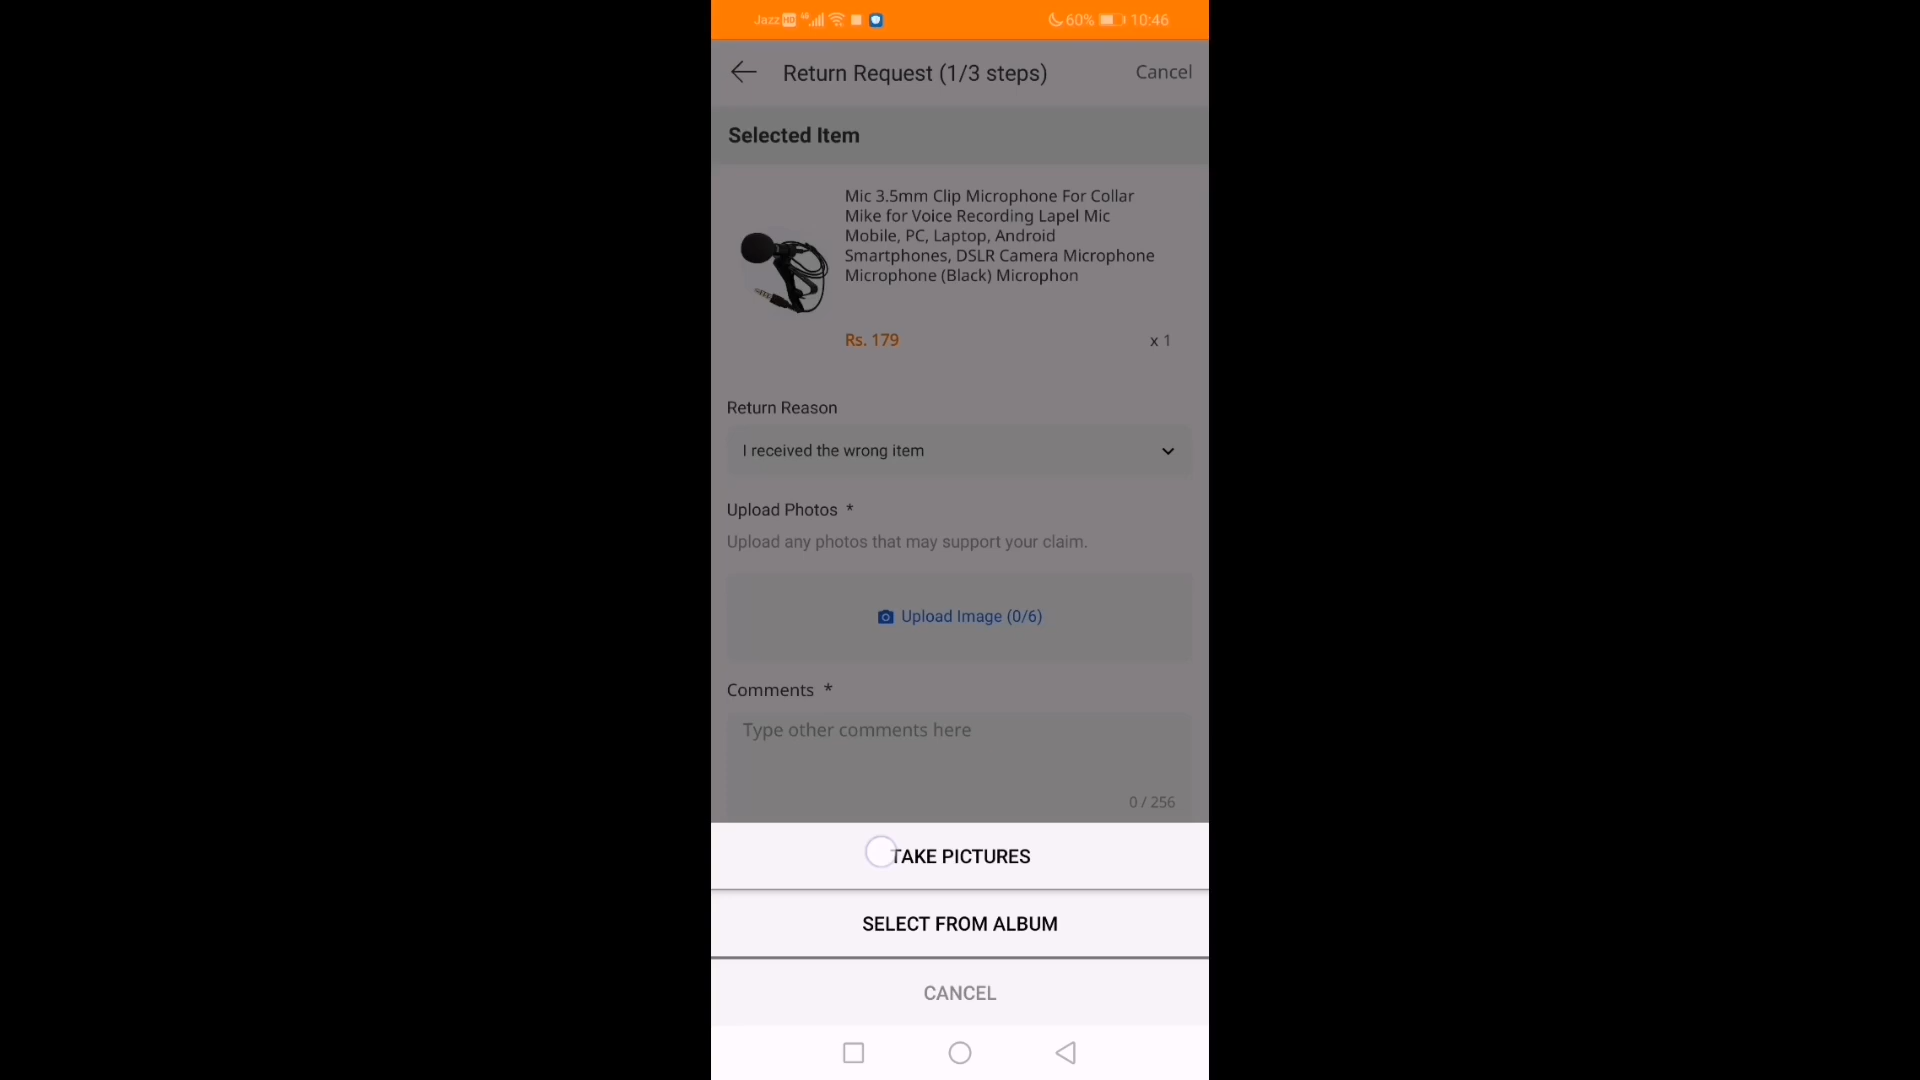 Jazz HD 4G 60% 10:46
Return Request (1/3 steps) Cancel
Selected Item
Mic 3.5mm Clip Microphone For Collar
Mike for Voice Recording Lapel Mic
Mobile, PC, Laptop, Android
Smartphones, DSLR Camera Microphone
Microphone (Black) Microphon
Rs. 179 x 1
Return Reason
I received the wrong item
Upload Photos *
Upload any photos that may support your claim.
Upload Image (0/6)
Comments *
Type other comments here
0 / 256
TAKE PICTURES
SELECT FROM ALBUM
CANCEL